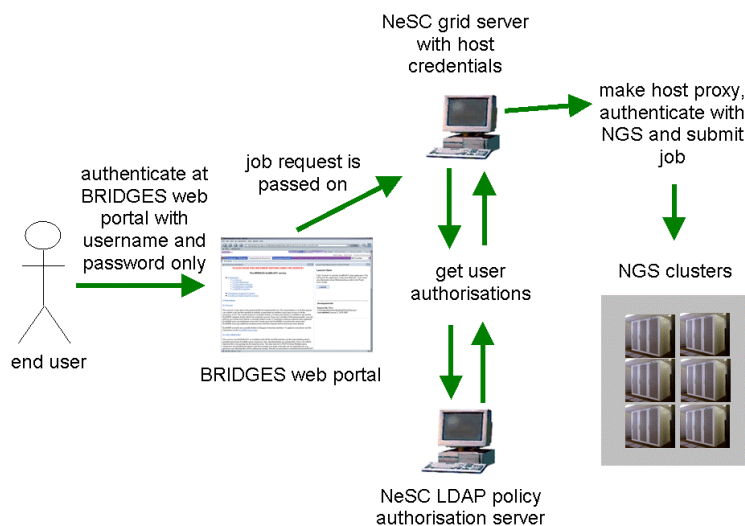 NeSC grid server
with host
credentials
make host proxy,
authenticate with
NGS and submit
job
authenticate at
BRIDGES web
portal with
username and
password only
job request is
passed on
get user
authorisations
NGS clusters
end user
BRIDGES web portal
NeSC LDAP policy
authorisation server